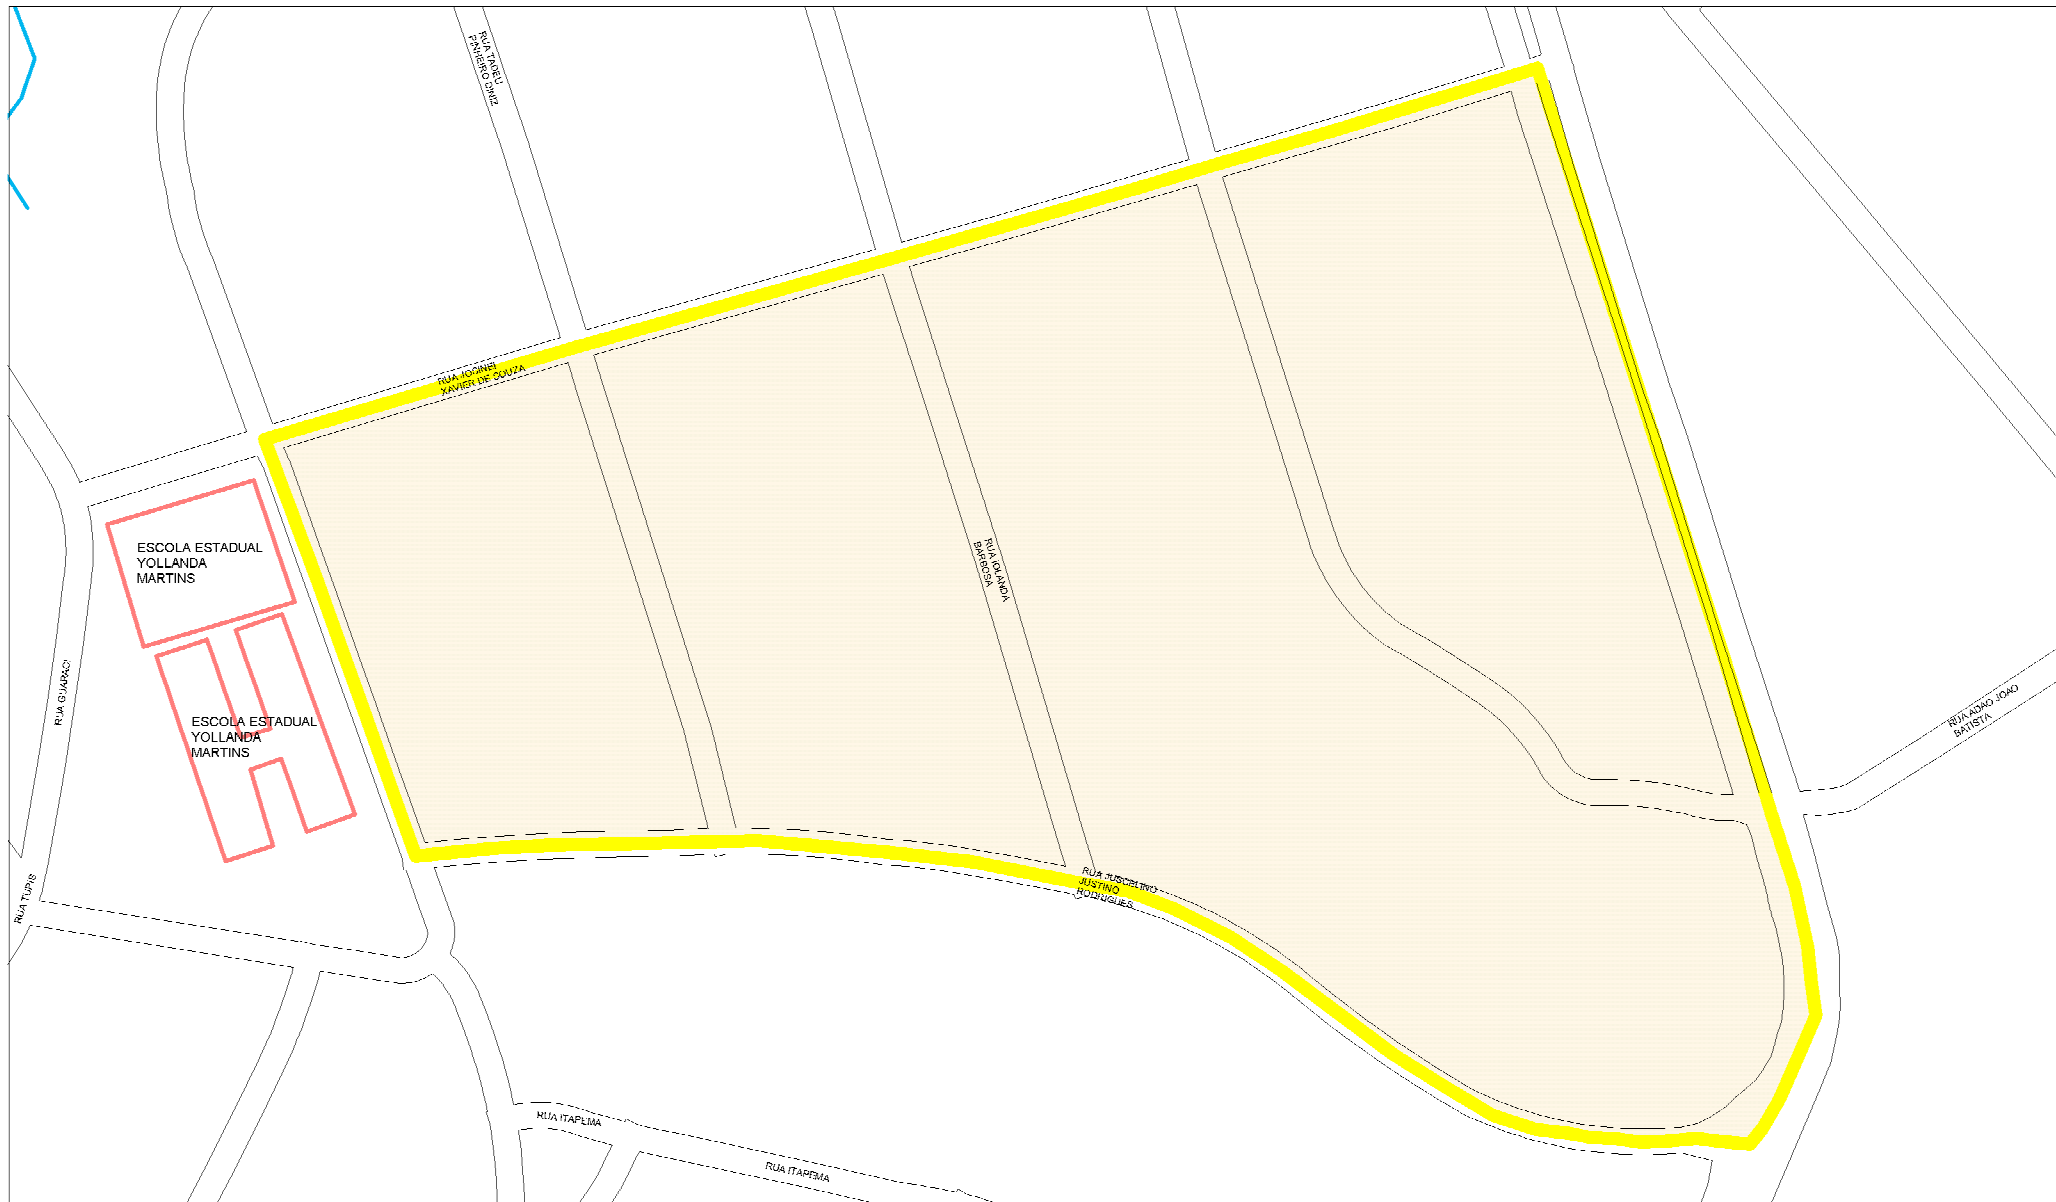 RUA TADEU
PINHEIRO DINIZ
RUA JOCINEI
XAVIER DE SOUZA
ESCOLA ESTADUAL
YOLLANDA
MARTINS
RUA IOLANDA
BARBOSA
RUA GUARACI
ESCOLA ESTADUAL
YOLLANDA
MARTINS
RUA ADAO JOAO
BATISTA
RUA TUPIS
RUA JUSCELINO
JUSTINO
RODRIGUES
RUA ITAPEMA
RUA ITAPEMA